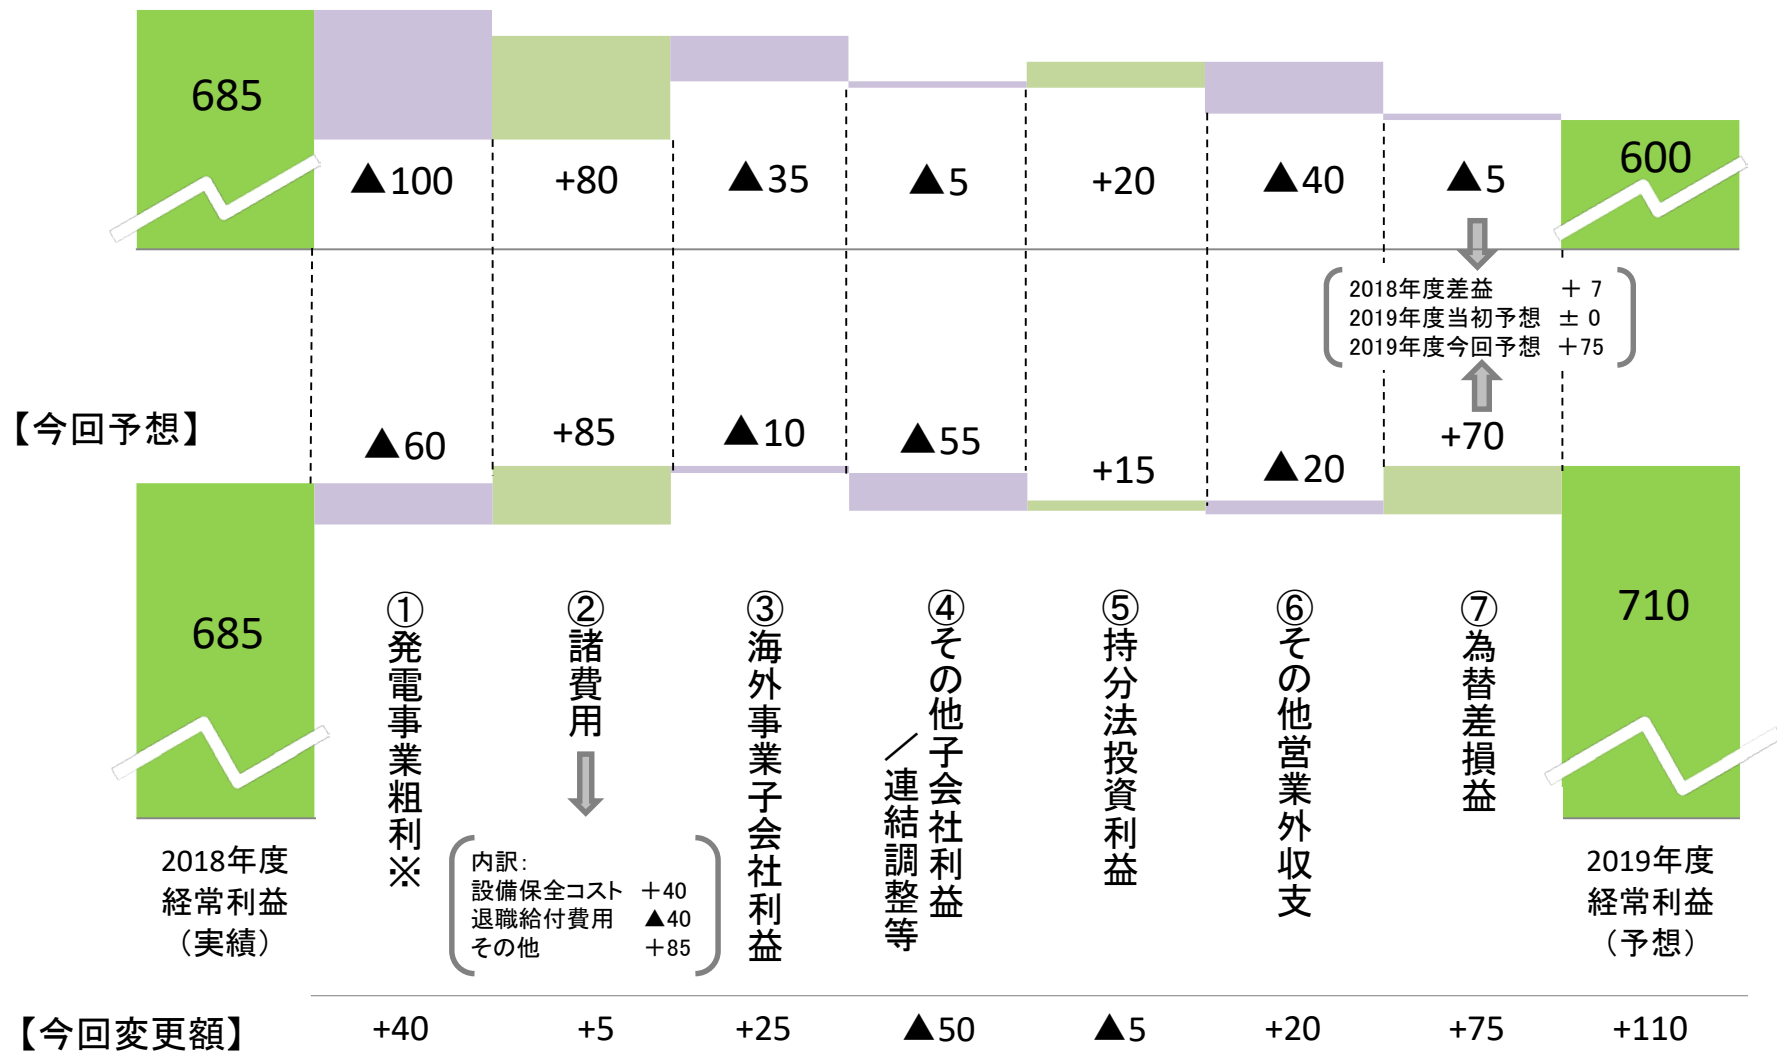 685
▲100
+80
▲35
▲5
+20
▲40
▲5
600
2018年度差益 ＋ 7
2019年度当初予想 ± 0
2019年度今回予想 ＋75
【今回予想】
▲60
+85
▲10
▲55
+15
▲20
+70
685
①発電事業粗利※
②諸費用
③海外事業子会社利益
④その他子会社利益
／連結調整等
⑤持分法投資利益
⑥その他営業外収支
⑦為替差損益
710
2018年度
経常利益
（実績）
内訳：
設備保全コスト ＋40
退職給付費用 ▲40
その他 ＋85
2019年度
経常利益
（予想）
【今回変更額】
+40
+5
+25
▲50
▲5
+20
+75
+110